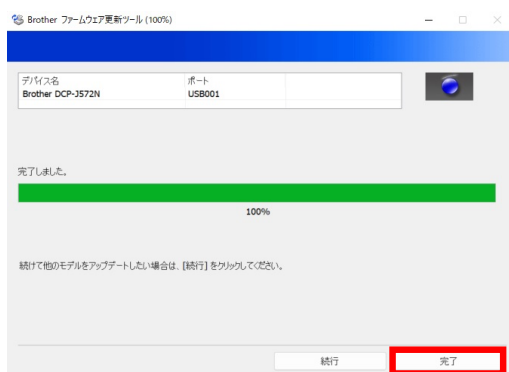 Brother ファームウェア更新ツール (100%)
デバイス名 ポート
Brother DCP-J572N USB001
完了しました。
100%
続けて他のモデルをアップデートしたい場合は、[続行] をクリックしてください。
続行 完了